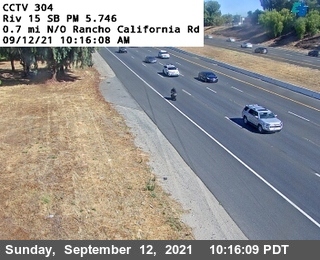 CCTV 304
Riv 15 SB PM 5.746
0.7 mi N/O Rancho California Rd
09/12/21 10:16:08 AM
Sunday, September 12, 2021 10:16:09 PDT